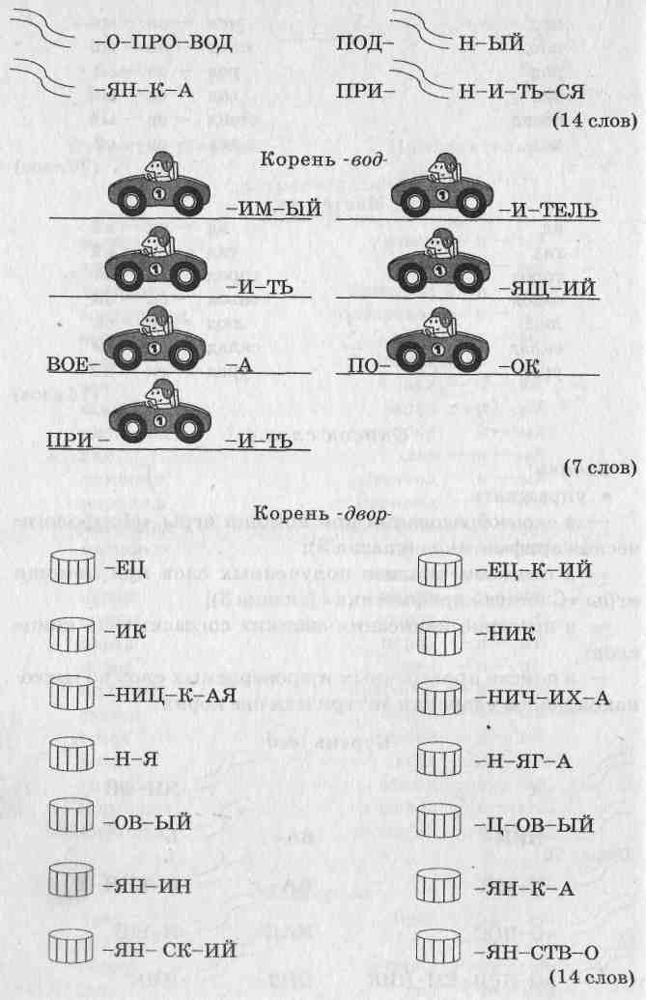 –О–ПРО–ВОД ПОД– Н–ЫЙ
–ЯН–К–А ПРИ– Н–И–ТЬ–СЯ
(14 слов)
Корень -вод-
–ИМ–ЫЙ –И–ТЕЛЬ
–И–ТЬ –ЯЩ–ИЙ
ВОЕ– –А ПО– –ОК
ПРИ– –И–ТЬ
(7 слов)
Корень -двор-
–ЕЦ –ЕЦ–К–ИЙ
–ИК –НИК
–НИЦ–К–АЯ –НИЧ–ИХ–А
–Н–Я –Н–ЯГ–А
–ОВ–ЫЙ –Ц–ОВ–ЫЙ
–ЯН–ИН –ЯН–К–А
–ЯН– СК–ИЙ –ЯН–СТВ–О
(14 слов)